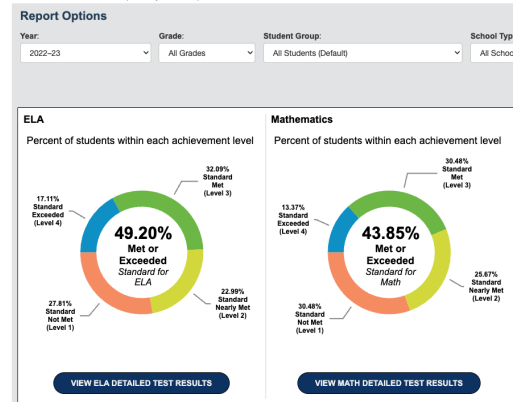 Report Options
Year: Grade: Student Group: School Typ
2022–23 All Grades All Students (Default) All Schoo
ELA
Percent of students within each achievement level
32.09%
Standard
Met
(Level 3)
17.11%
Standard
Exceeded
(Level 4)
49.20%
Met or
Exceeded
Standard for
ELA
22.99%
Standard
Nearly Met
(Level 2)
27.81%
Standard
Not Met
(Level 1)
VIEW ELA DETAILED TEST RESULTS
Mathematics
Percent of students within each achievement level
30.48%
Standard
Met
(Level 3)
13.37%
Standard
Exceeded
(Level 4)
43.85%
Met or
Exceeded
Standard for
Math
25.67%
Standard
Nearly Met
(Level 2)
30.48%
Standard
Not Met
(Level 1)
VIEW MATH DETAILED TEST RESULTS